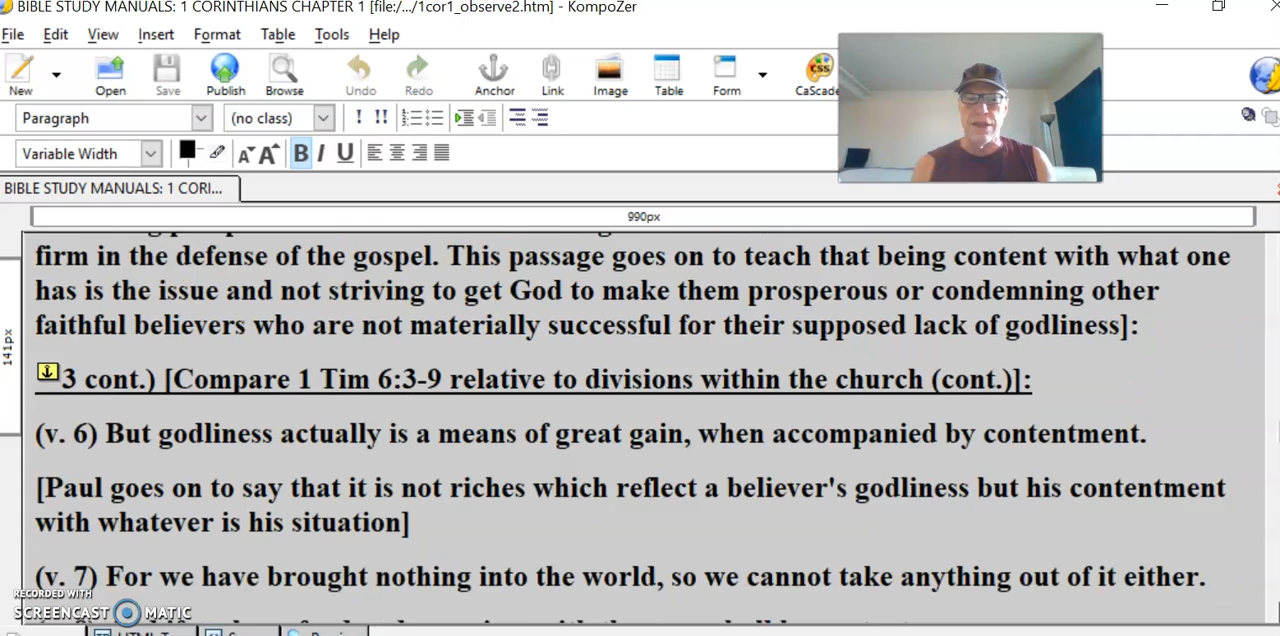 BIBLE STUDY MANUALS: 1 CORINTHIANS CHAPTER 1 [file:/.../1cor1_observe2.htm] - KompoZer
File Edit View Insert Format Table Tools Help
New Open Save Publish Browse Undo Redo Anchor Link Image Table Form CaScade
CSS
Paragraph (no class) ! !!
Variable Width A A B I U
BIBLE STUDY MANUALS: 1 CORI...
990px
141px
firm in the defense of the gospel. This passage goes on to teach that being content with what one
has is the issue and not striving to get God to make them prosperous or condemning other
faithful believers who are not materially successful for their supposed lack of godliness]:
3 cont.) [Compare 1 Tim 6:3-9 relative to divisions within the church (cont.)]:
(v. 6) But godliness actually is a means of great gain, when accompanied by contentment.
[Paul goes on to say that it is not riches which reflect a believer's godliness but his contentment
with whatever is his situation]
(v. 7) For we have brought nothing into the world, so we cannot take anything out of it either.
RECORDED WITH
SCREENCAST MATIC